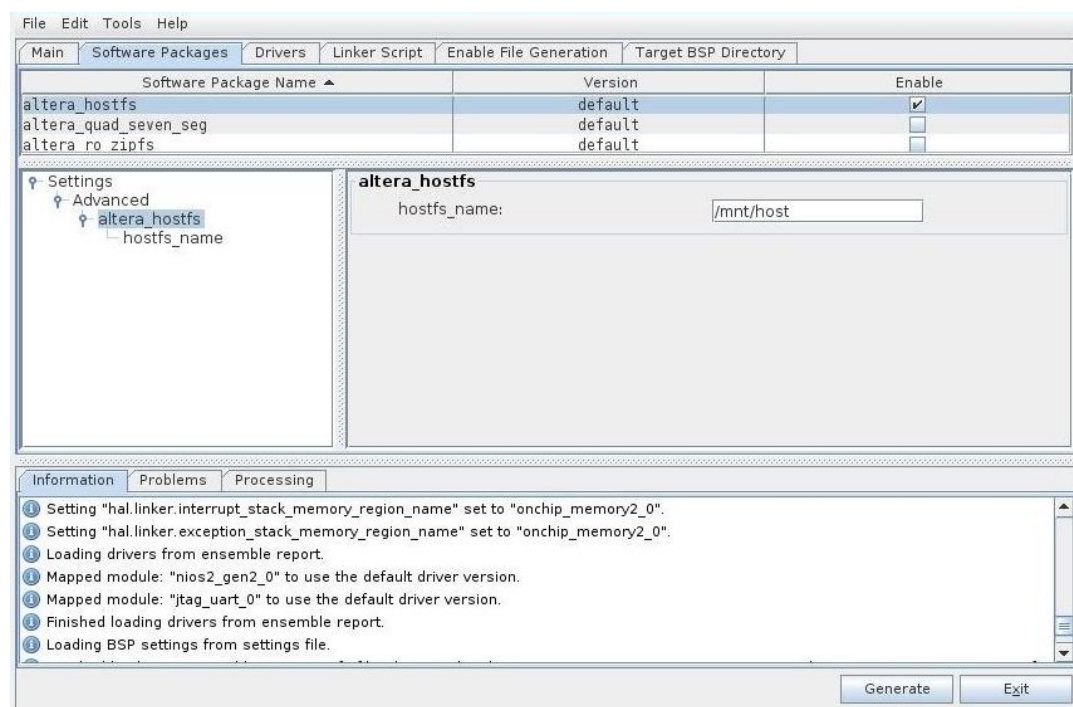 File Edit Tools Help
Main Software Packages Drivers Linker Script Enable File Generation Target BSP Directory
Software Package Name Version Enable
altera_hostfs default
altera_quad_seven_seg default
altera_ro_zipfs default
Settings
Advanced
altera_hostfs
hostfs_name
altera_hostfs
hostfs_name: /mnt/host
Information Problems Processing
Setting "hal.linker.interrupt_stack_memory_region_name" set to "onchip_memory2_0".
Setting "hal.linker.exception_stack_memory_region_name" set to "onchip_memory2_0".
Loading drivers from ensemble report.
Mapped module: "nios2_gen2_0" to use the default driver version.
Mapped module: "jtag_uart_0" to use the default driver version.
Finished loading drivers from ensemble report.
Loading BSP settings from settings file.
Generate Exit